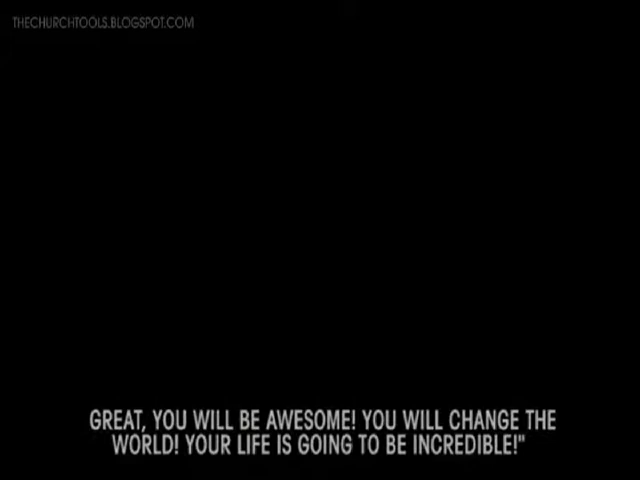 THECHURCHTOOLS.BLOGSPOT.COM
GREAT, YOU WILL BE AWESOME! YOU WILL CHANGE THE
WORLD! YOUR LIFE IS GOING TO BE INCREDIBLE!"